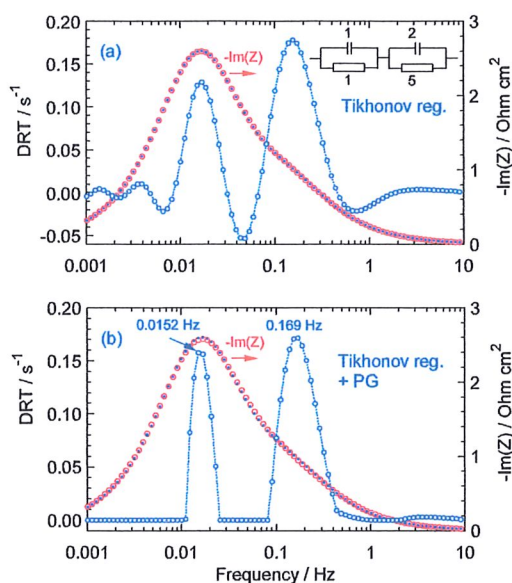 0.20
0.15
0.10
0.05
0.00
-0.05
DRT / s⁻¹
(a)
-Im(Z)
1
2
1
5
Tikhonov reg.
3
2
1
0
-Im(Z) / Ohm cm²
0.001
0.01
0.1
1
10
0.20
0.15
0.10
0.05
0.00
DRT / s⁻¹
(b)
0.0152 Hz
0.169 Hz
-Im(Z)
Tikhonov reg.
+ PG
3
2
1
0
-Im(Z) / Ohm cm²
0.001
0.01
0.1
1
10
Frequency / Hz